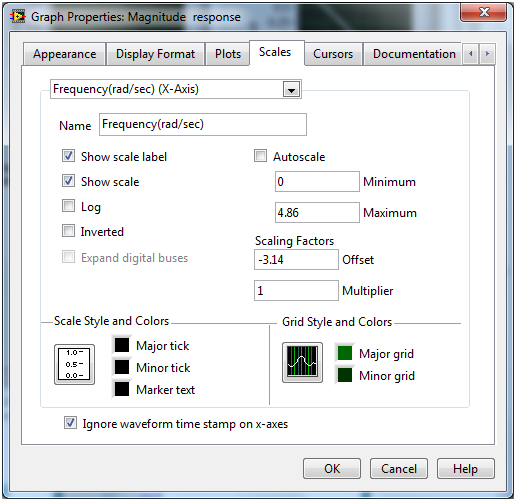 Graph Properties: Magnitude response
Appearance Display Format Plots Scales Cursors Documentation
Frequency(rad/sec) (X-Axis)
Name Frequency(rad/sec)
Show scale label Autoscale
Show scale 0 Minimum
Log 4.86 Maximum
Inverted Scaling Factors
Expand digital buses -3.14 Offset
1 Multiplier
Scale Style and Colors Grid Style and Colors
1.0 Major tick Major grid
0.5 Minor tick Minor grid
0.0 Marker text
Ignore waveform time stamp on x-axes
OK Cancel Help